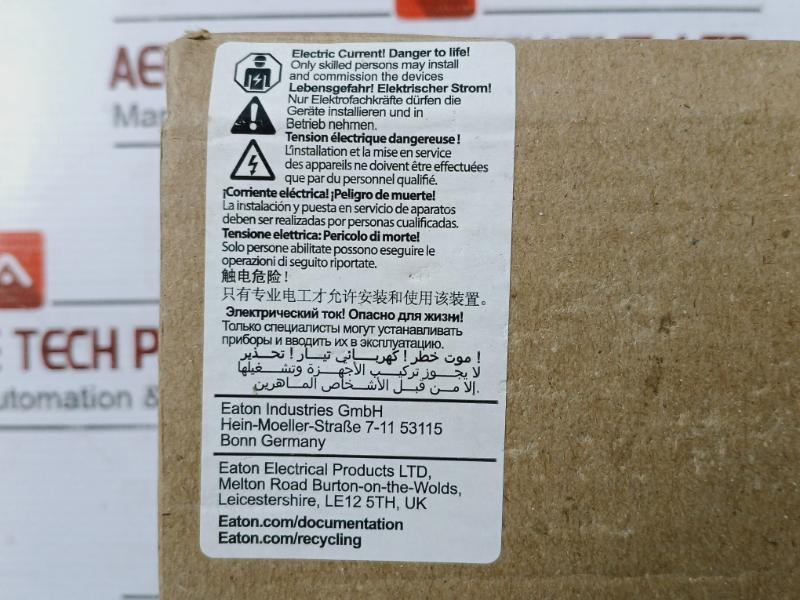 AE
Mar
A
E TECH P
utomation &
Electric Current! Danger to life!
Only skilled persons may install
and commission the devices
Lebensgefahr! Elektrischer Strom!
Nur Elektrofachkräfte dürfen die
Geräte installieren und in
Betrieb nehmen.
Tension électrique dangereuse !
L'installation et la mise en service
des appareils ne doivent être effectuées
que par du personnel qualifié.
¡Corriente eléctrica! ¡Peligro de muerte!
La instalación y puesta en servicio de aparatos
deben ser realizadas por personas cualificadas.
Tensione elettrica: Pericolo di morte!
Solo persone abilitate possono eseguire le
operazioni di seguito riportate.
触电危险！
只有专业电工才允许安装和使用该装置。
Электрический ток! Опасно для жизни!
Только специалисты могут устанавливать
приборы и вводить их в эксплуатацию.
! موت خطر! كهربائي تيار! تحذير
لا يجوز تركيب الأجهزة وتشغيلها
إلا من قبل الأشخاص الماهرين.
Eaton Industries GmbH
Hein-Moeller-Straße 7-11 53115
Bonn Germany
Eaton Electrical Products LTD,
Melton Road Burton-on-the-Wolds,
Leicestershire, LE12 5TH, UK
Eaton.com/documentation
Eaton.com/recycling